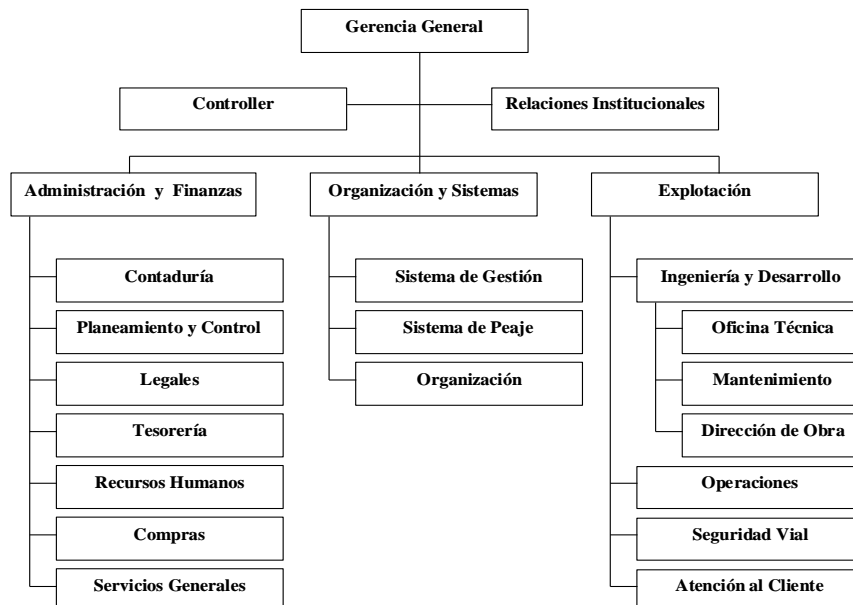 Gerencia General
Controller
Relaciones Institucionales
Administración y Finanzas
Organización y Sistemas
Explotación
Contaduría
Planeamiento y Control
Legales
Tesorería
Recursos Humanos
Compras
Servicios Generales
Sistema de Gestión
Sistema de Peaje
Organización
Ingeniería y Desarrollo
Oficina Técnica
Mantenimiento
Dirección de Obra
Operaciones
Seguridad Vial
Atención al Cliente